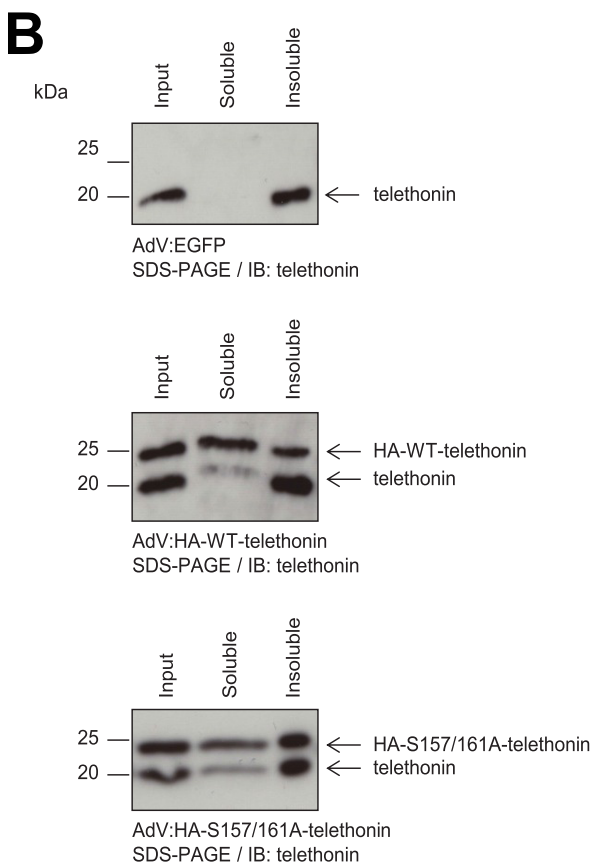 B
kDa
Input
Soluble
Insoluble
25
20
telethonin
AdV:EGFP
SDS-PAGE / IB: telethonin
Input
Soluble
Insoluble
25
HA-WT-telethonin
20
telethonin
AdV:HA-WT-telethonin
SDS-PAGE / IB: telethonin
Input
Soluble
Insoluble
25
HA-S157/161A-telethonin
20
telethonin
AdV:HA-S157/161A-telethonin
SDS-PAGE / IB: telethonin